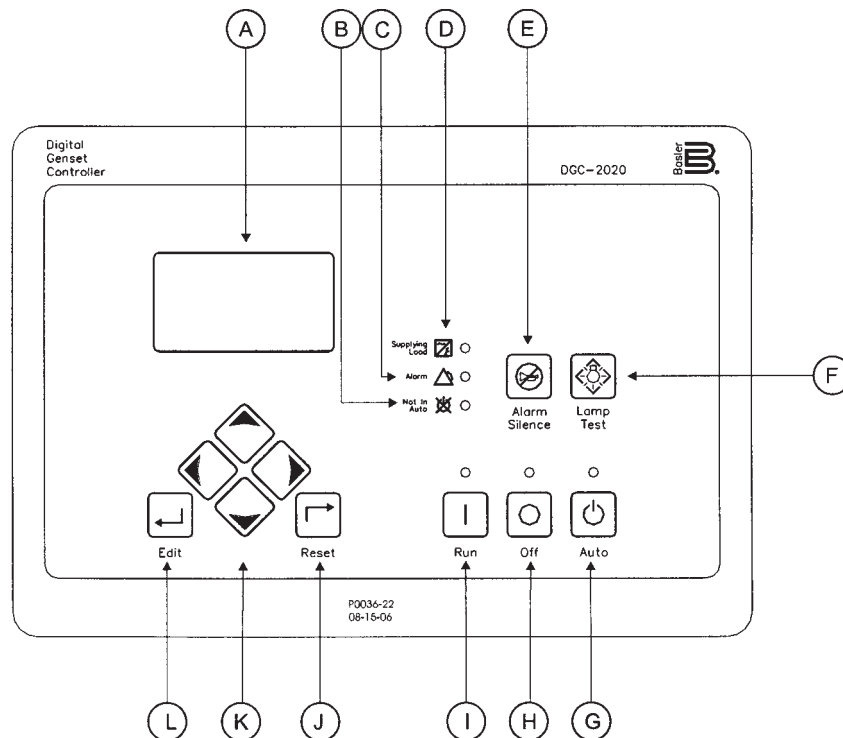 A B C D E
Digital
Genset
Controller
DGC-2020
Basler
B
Supplying
Load
Alarm
Not In
Auto
Alarm
Silence
Lamp
Test
F
Edit
Reset
Run
Off
Auto
P0036-22
08-15-06
L K J I H G